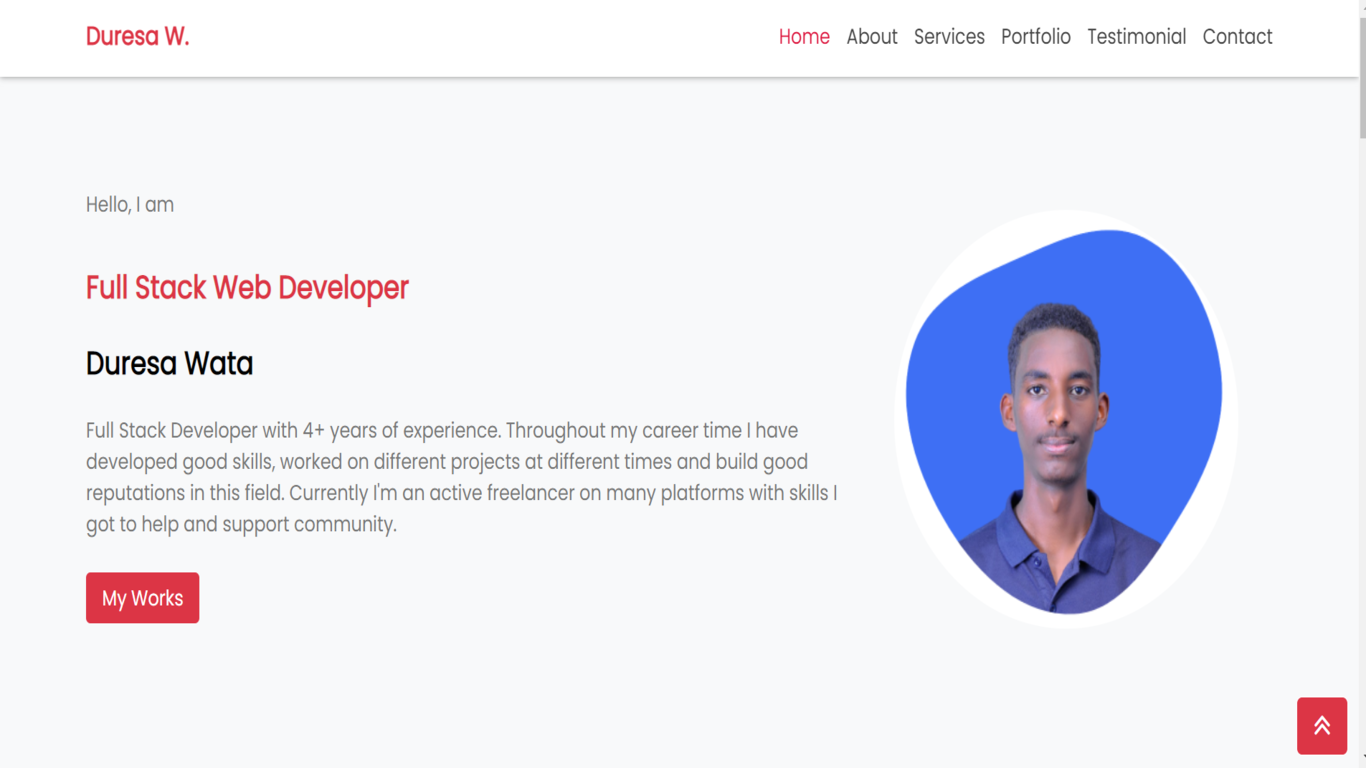 Duresa W.
Home About Services Portfolio Testimonial Contact
Hello, I am
Full Stack Web Developer
Duresa Wata
Full Stack Developer with 4+ years of experience. Throughout my career time I have
developed good skills, worked on different projects at different times and build good
reputations in this field. Currently I'm an active freelancer on many platforms with skills I
got to help and support community.
My Works